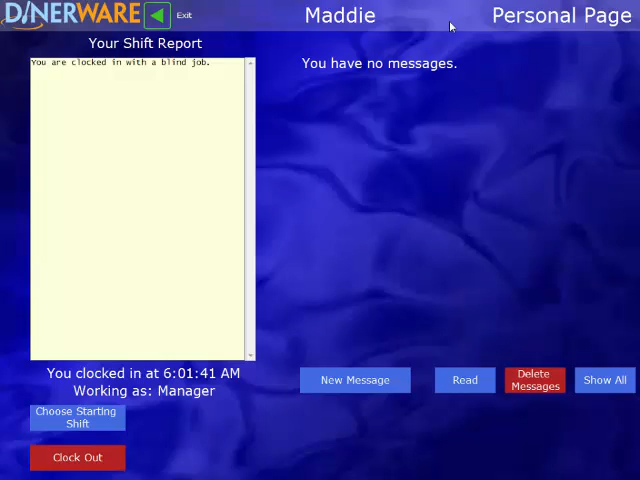 DINERWARE
Exit
Maddie
Personal Page
Your Shift Report
You are clocked in with a blind job.
You have no messages.
You clocked in at 6:01:41 AM
Working as: Manager
New Message
Read
Delete
Messages
Show All
Choose Starting
Shift
Clock Out